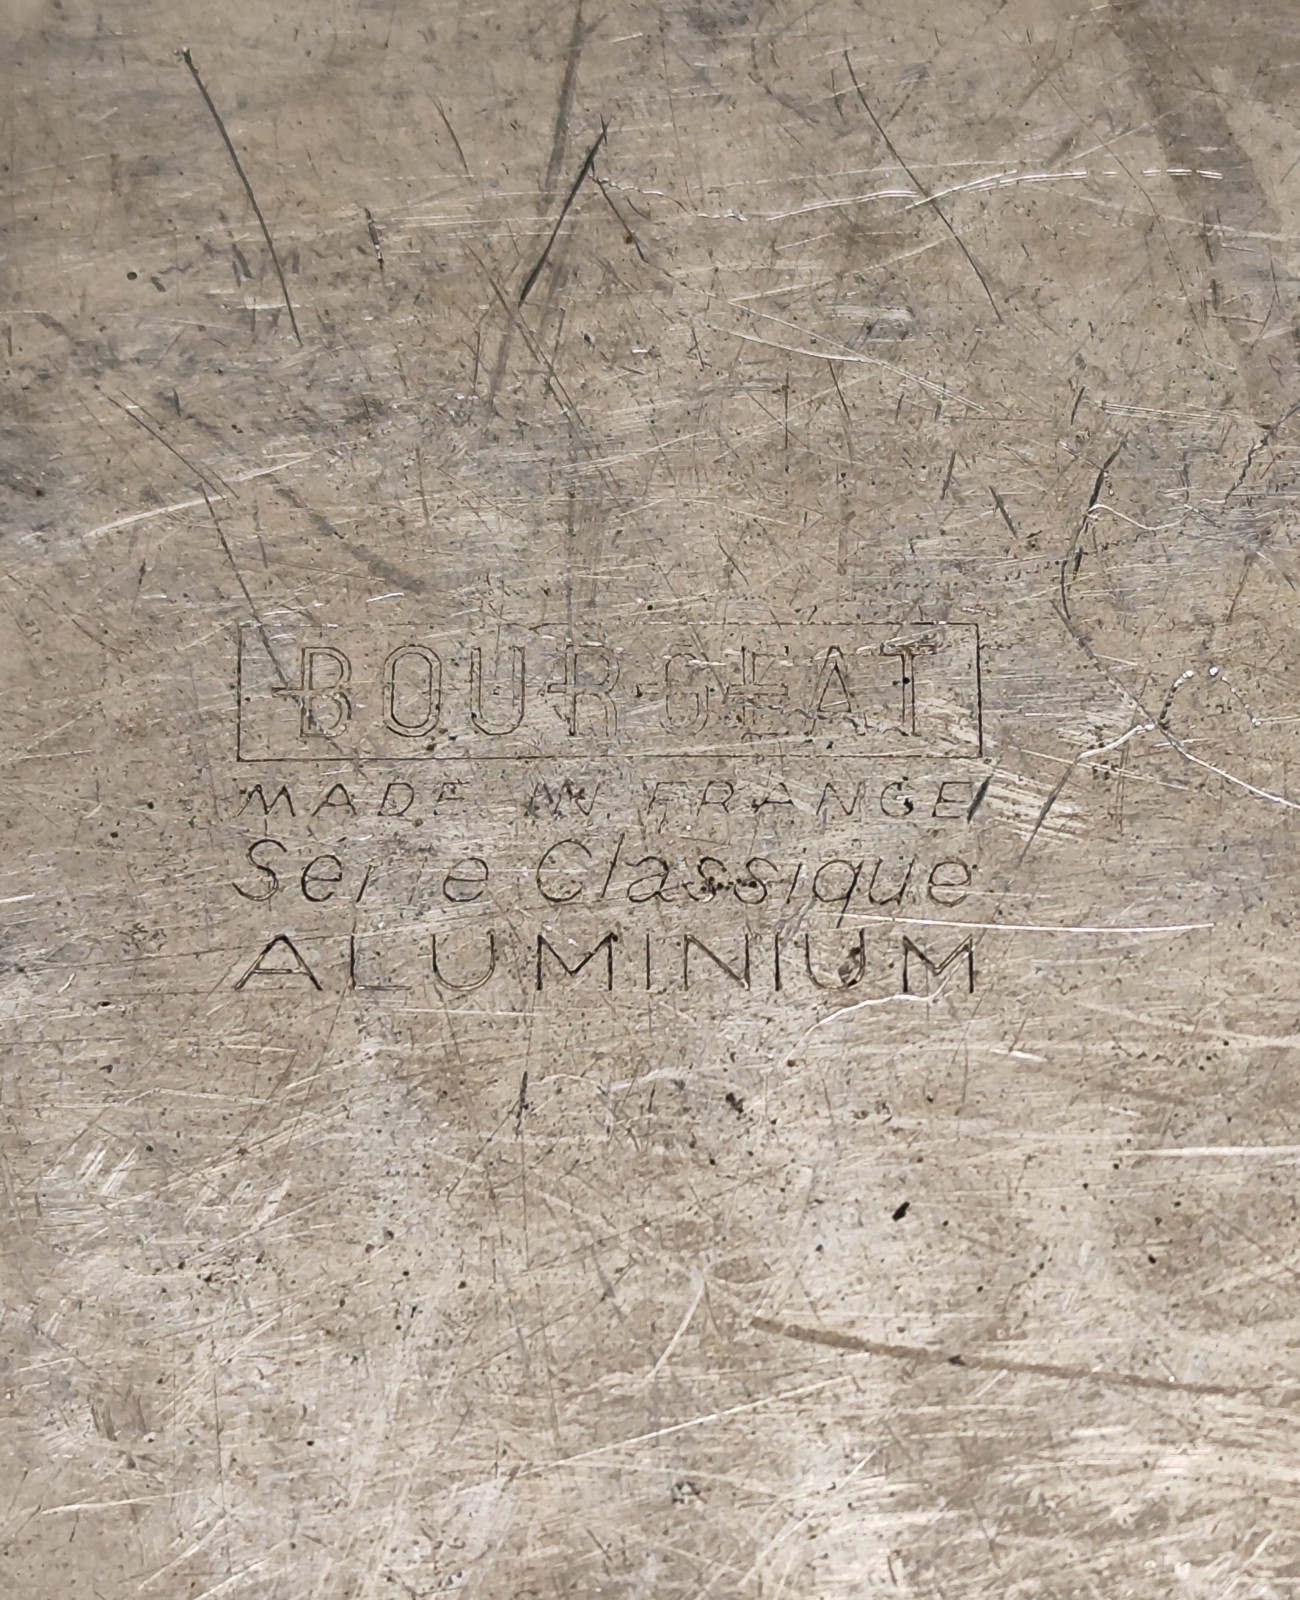 BOURGEAT
MADE IN FRANCE
Série Classique
ALUMINIUM